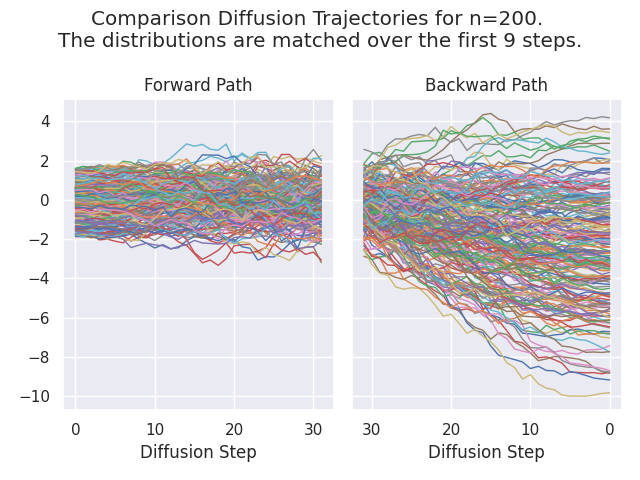 Comparison Diffusion Trajectories for n=200.
The distributions are matched over the first 9 steps.
Forward Path
Backward Path
4
2
0
−2
−4
−6
−8
−10
0 10 20 30
30 20 10 0
Diffusion Step
Diffusion Step